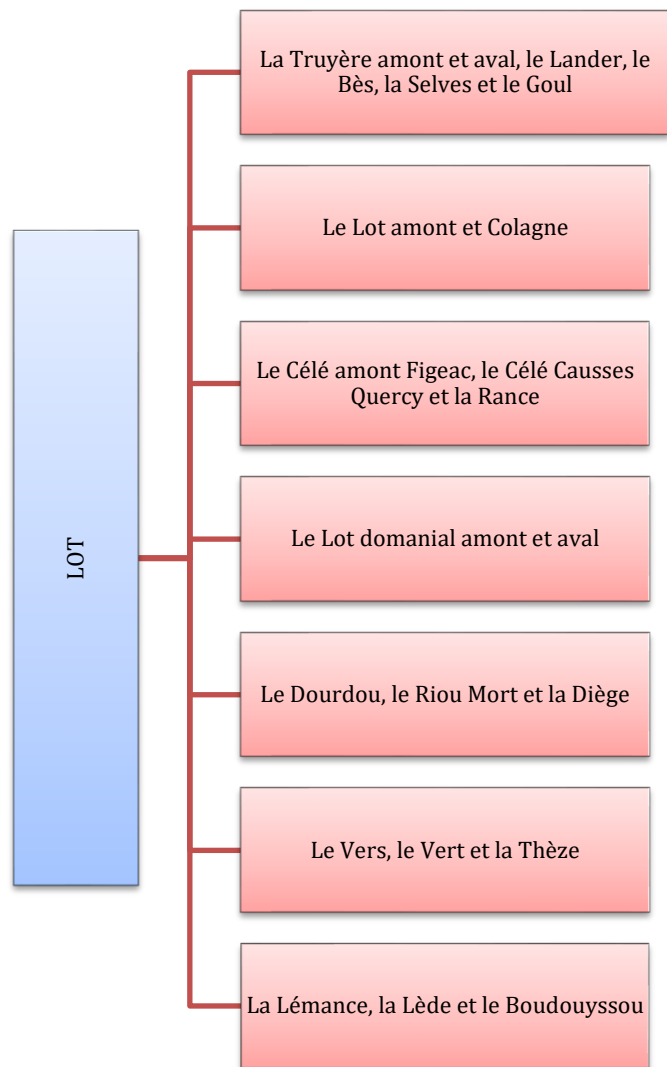 La Truyère amont et aval, le Lander, le
Bès, la Selves et le Goul
Le Lot amont et Colagne
Le Célé amont Figeac, le Célé Causses
Quercy et la Rance
LOT
Le Lot domanial amont et aval
Le Dourdou, le Riou Mort et la Diège
Le Vers, le Vert et la Thèze
La Lémance, la Lède et le Boudouyssou